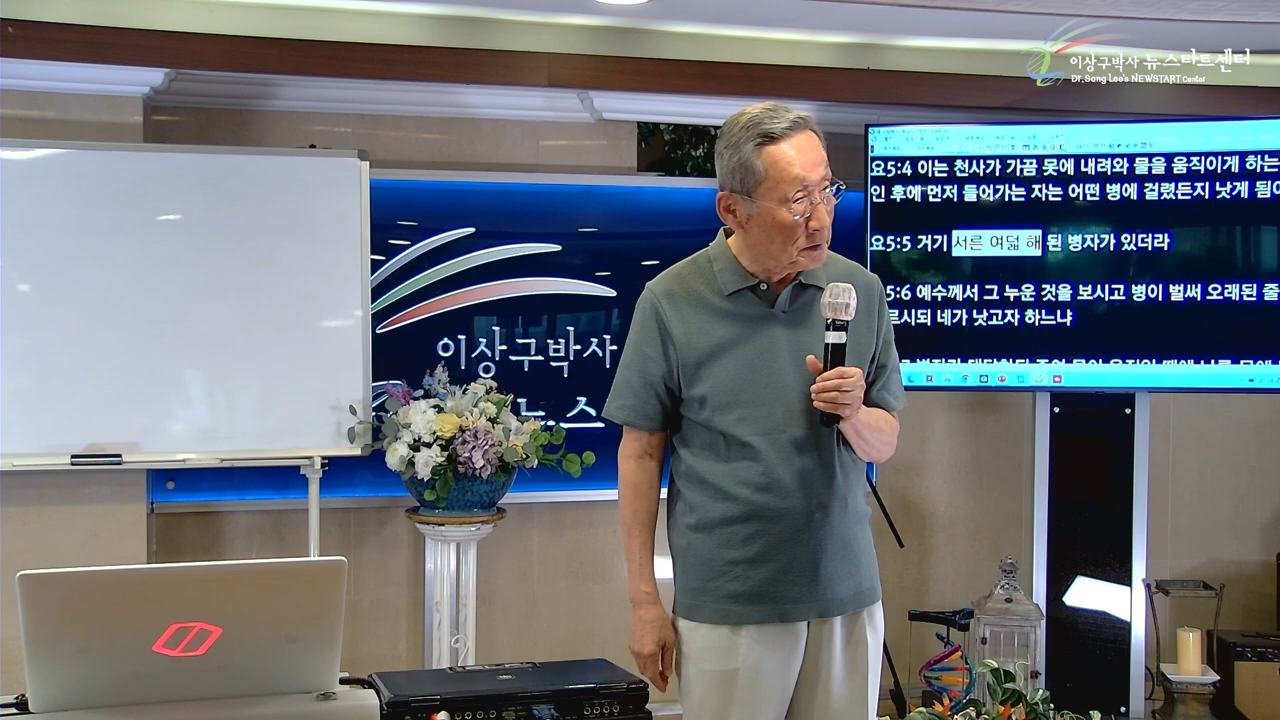 이상구박사 뉴스타트센터
Dr. Sang Lee's NEWSTART Center
요5:4 이는 천사가 가끔 못에 내려와 물을 움직이게 하는
인 후에 먼저 들어가는 자는 어떤 병에 걸렸든지 낫게 됨이
요5:5 거기 서른 여덟 해 된 병자가 있더라
5:6 예수께서 그 누운 것을 보시고 병이 벌써 오래된 줄
르시되 네가 낫고자 하느냐
이상구박사
뉴스